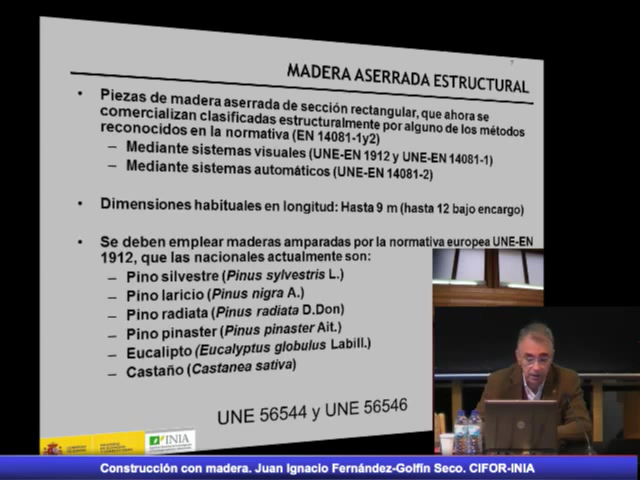 7
MADERA ASERRADA ESTRUCTURAL
• Piezas de madera aserrada de sección rectangular, que ahora se
comercializan clasificadas estructuralmente por alguno de los métodos
reconocidos en la normativa (EN 14081-1y2)
– Mediante sistemas visuales (UNE-EN 1912 y UNE-EN 14081-1)
– Mediante sistemas automáticos (UNE-EN 14081-2)
• Dimensiones habituales en longitud: Hasta 9 m (hasta 12 bajo encargo)
• Se deben emplear maderas amparadas por la normativa europea UNE-EN
1912, que las nacionales actualmente son:
– Pino silvestre (Pinus sylvestris L.)
– Pino laricio (Pinus nigra A.)
– Pino radiata (Pinus radiata D.Don)
– Pino pinaster (Pinus pinaster Ait.)
– Eucalipto (Eucalyptus globulus Labill.)
– Castaño (Castanea sativa)
UNE 56544 y UNE 56546
INIA
Construcción con madera. Juan Ignacio Fernández-Golfín Seco. CIFOR-INIA